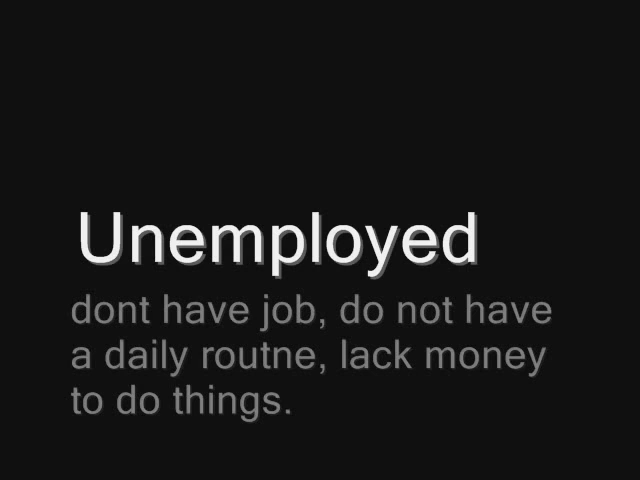 Unemployed
dont have job, do not have
a daily routne, lack money
to do things.